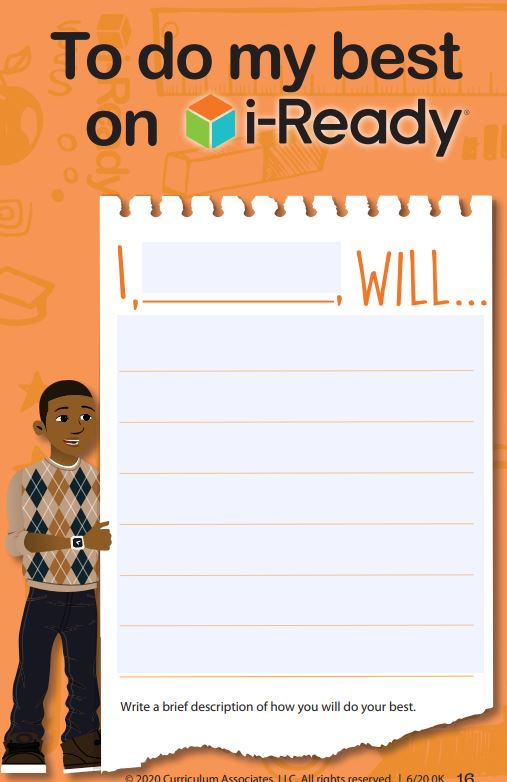 To do my best
on i-Ready®
I, , WILL...
Write a brief description of how you will do your best.
© 2020 Curriculum Associates, LLC. All rights reserved. | 6/20 0K 16